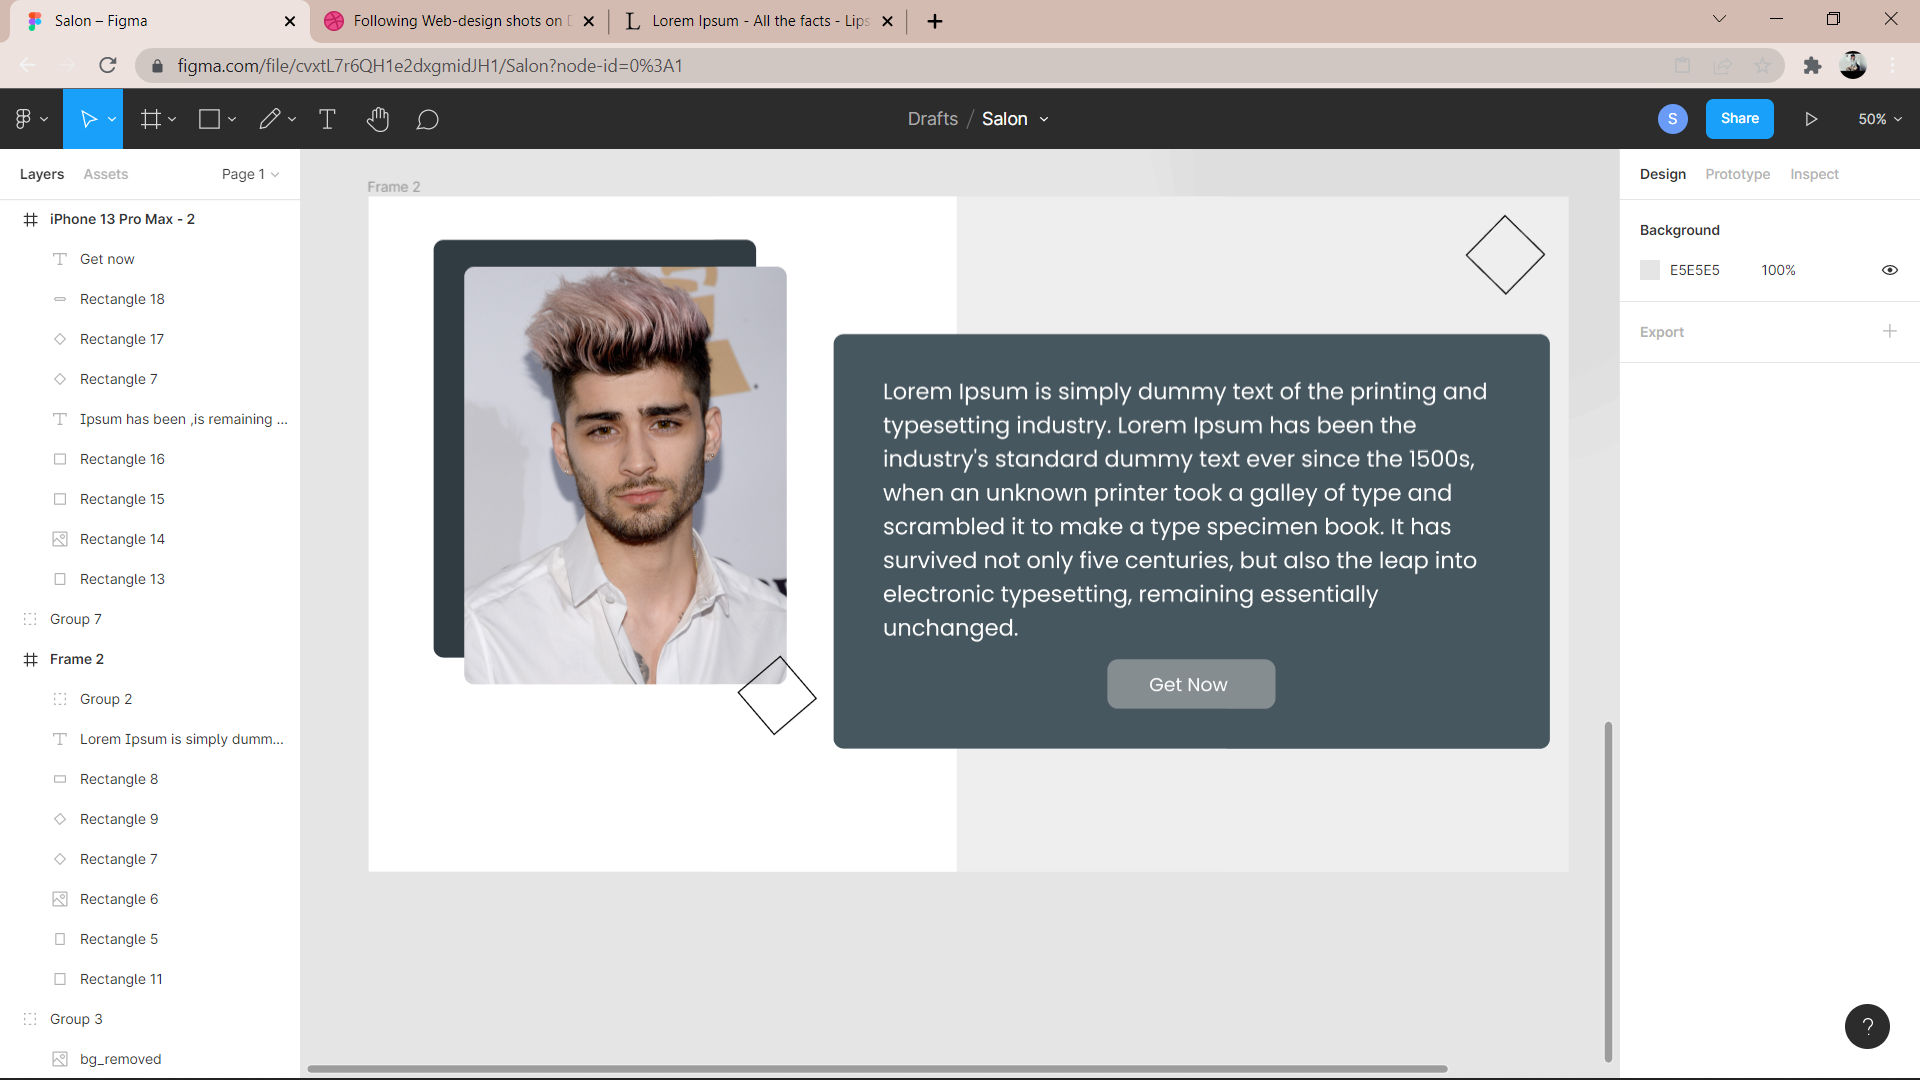 Salon – Figma
Following Web-design shots on
Lorem Ipsum - All the facts - Lips
figma.com/file/cvxtL7r6QH1e2dxgmidJH1/Salon?node-id=0%3A1
Drafts / Salon
S
Share
50%
Layers
Assets
Page 1
iPhone 13 Pro Max - 2
Get now
Rectangle 18
Rectangle 17
Rectangle 7
Ipsum has been ,is remaining ...
Rectangle 16
Rectangle 15
Rectangle 14
Rectangle 13
Group 7
Frame 2
Group 2
Lorem Ipsum is simply dumm...
Rectangle 8
Rectangle 9
Rectangle 7
Rectangle 6
Rectangle 5
Rectangle 11
Group 3
bg_removed
Frame 2
Lorem Ipsum is simply dummy text of the printing and
typesetting industry. Lorem Ipsum has been the
industry's standard dummy text ever since the 1500s,
when an unknown printer took a galley of type and
scrambled it to make a type specimen book. It has
survived not only five centuries, but also the leap into
electronic typesetting, remaining essentially
unchanged.
Get Now
Design
Prototype
Inspect
Background
E5E5E5
100%
Export
?